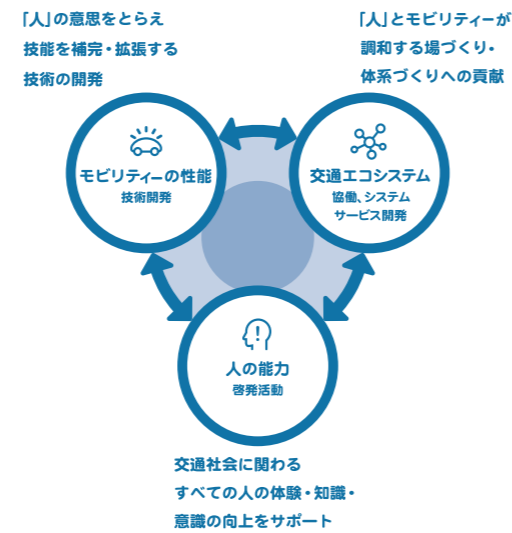 「人」の意思をとらえ
技能を補完・拡張する
技術の開発
「人」とモビリティーが
調和する場づくり・
体系づくりへの貢献
モビリティーの性能
技術開発
交通エコシステム
協働、システム
サービス開発
人の能力
啓発活動
交通社会に関わる
すべての人の体験・知識・
意識の向上をサポート